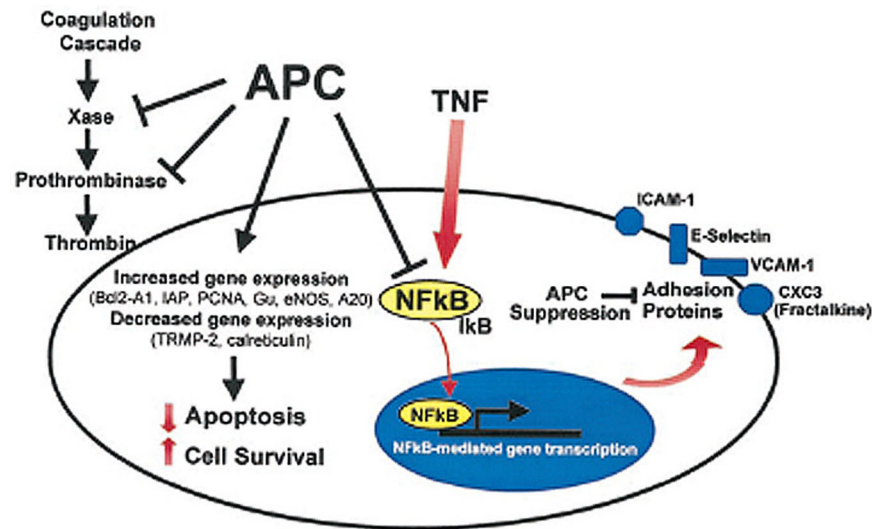 Coagulation
Cascade
Xase
Prothrombinase
Thrombin
APC
TNF
Increased gene expression
(Bcl2-A1, IAP, PCNA, Gu, eNOS, A20)
Decreased gene expression
(TRMP-2, calreticulin)
Apoptosis
Cell Survival
NFkB
IkB
NFkB
NFkB-mediated gene transcription
APC
Suppression
Adhesion
Proteins
ICAM-1
E-Selectin
VCAM-1
CXC3
(Fractalkine)